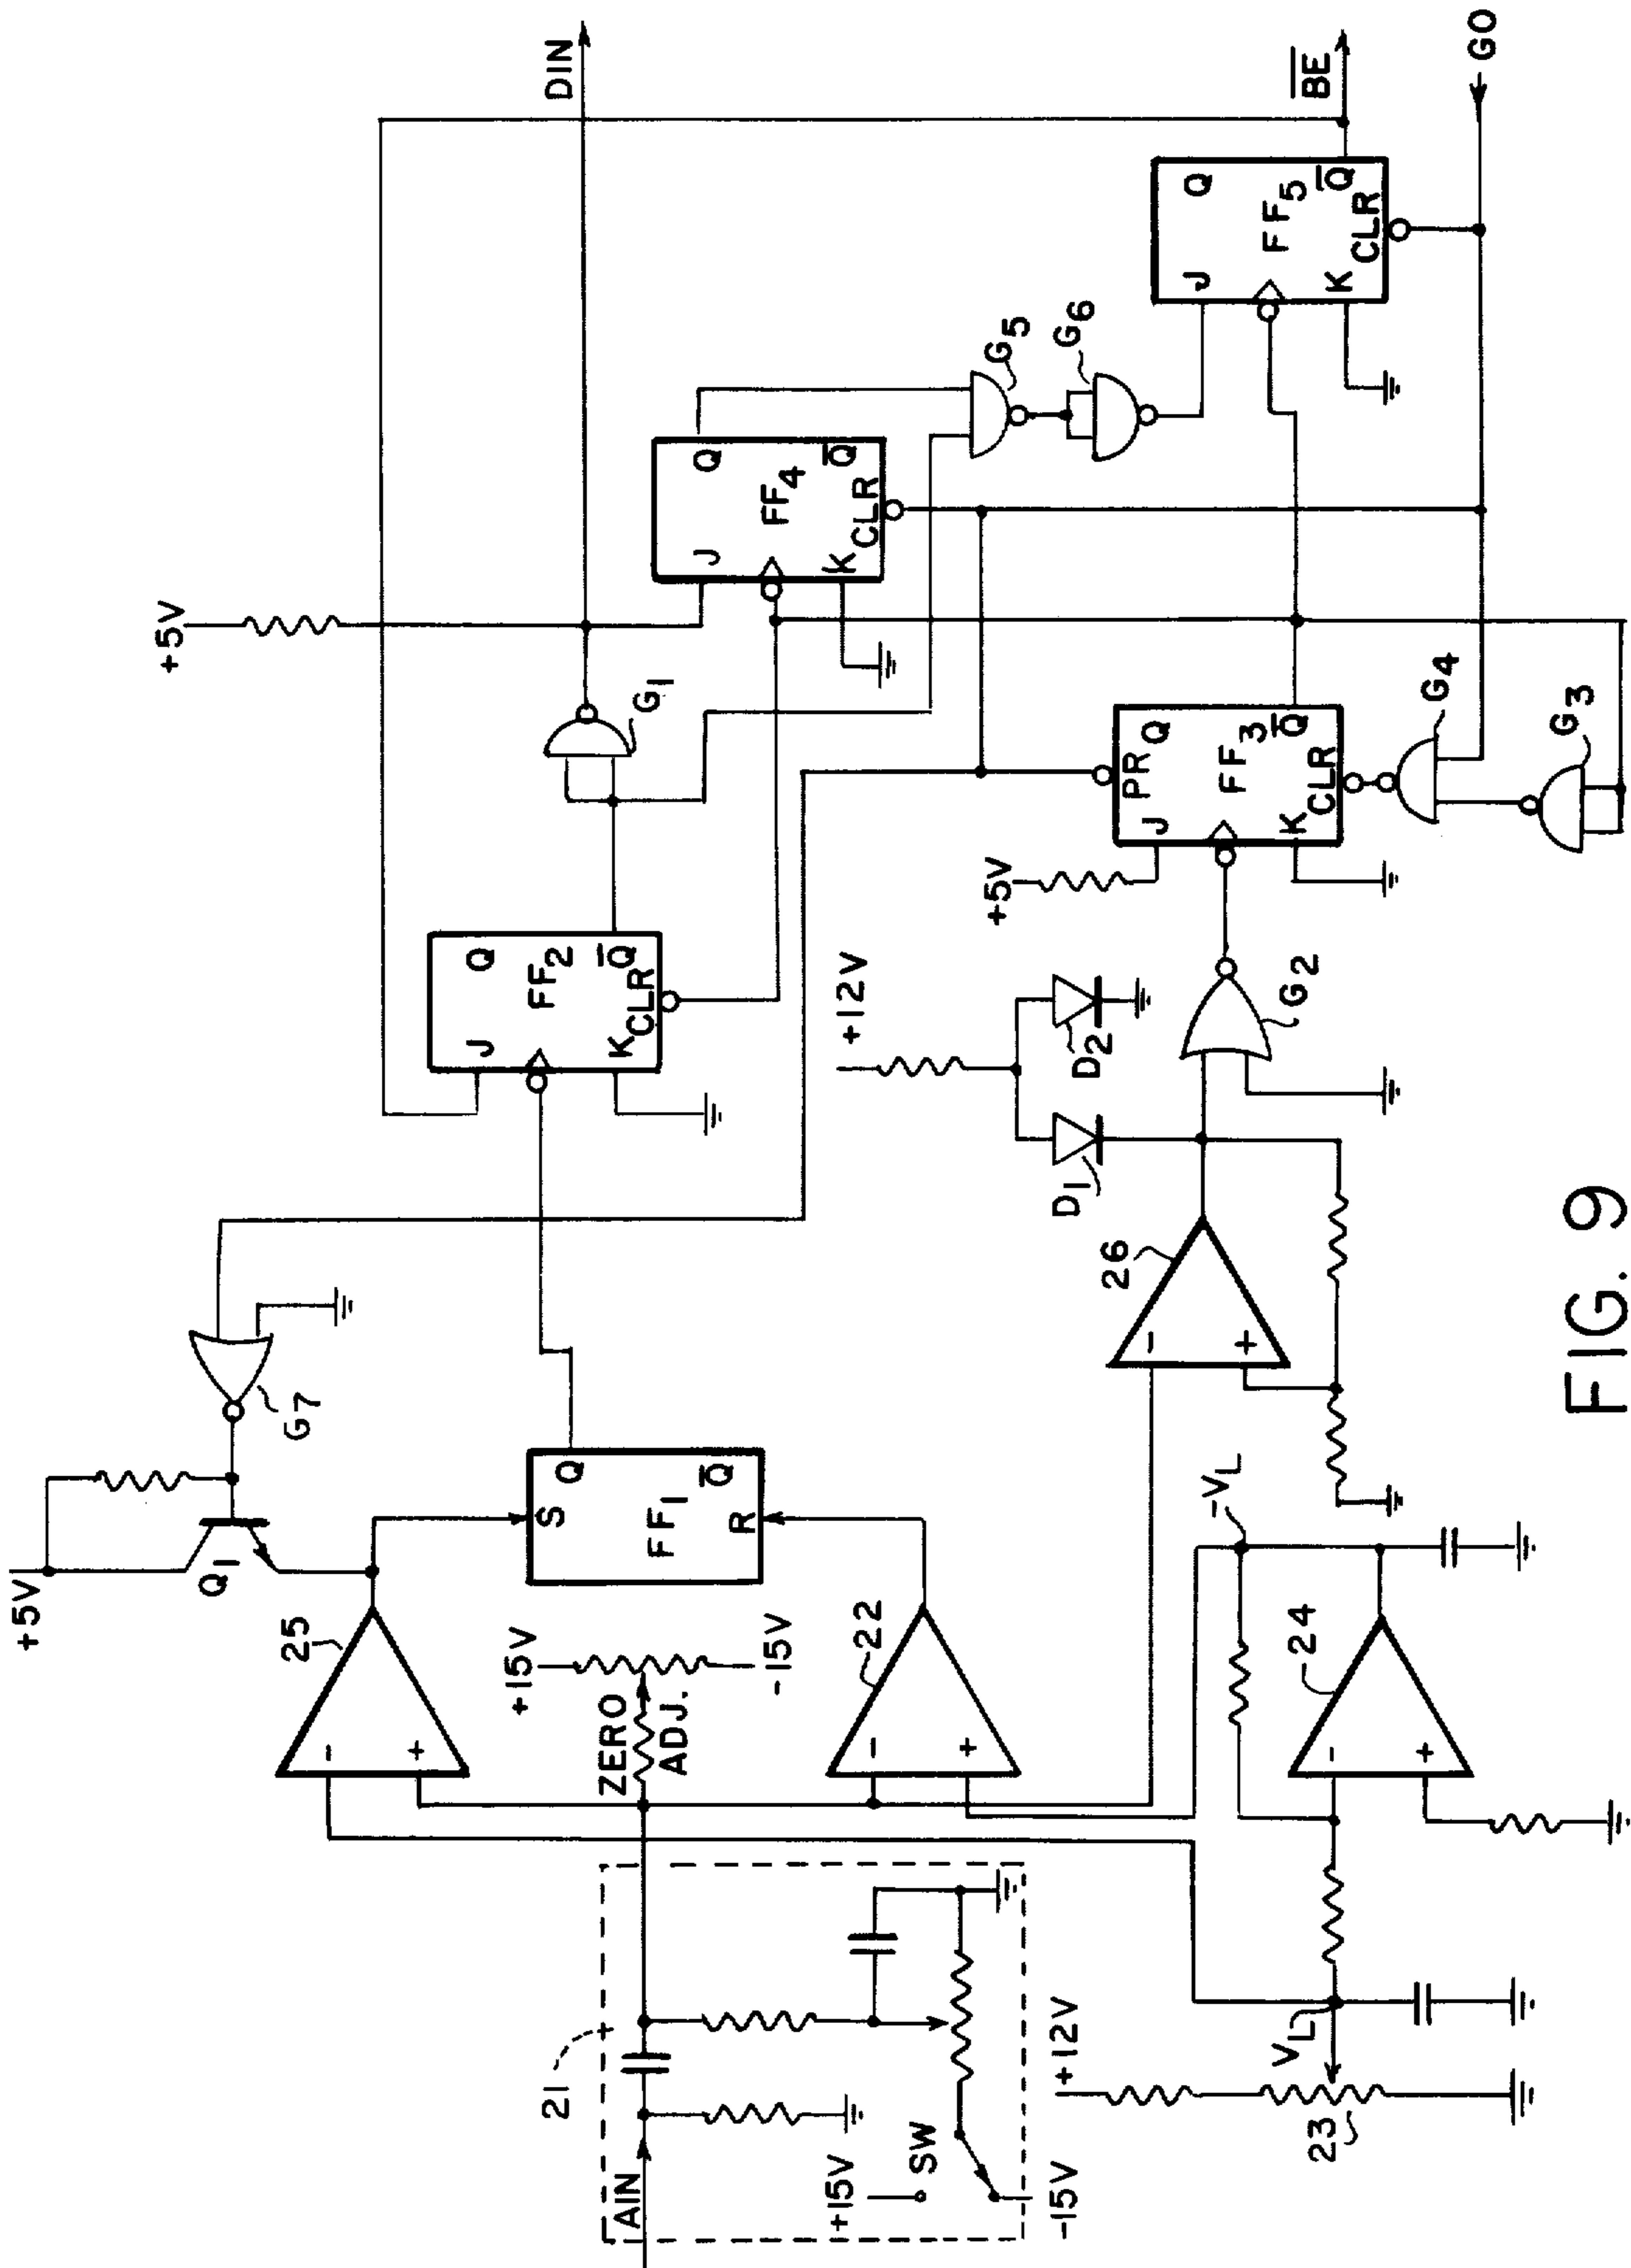 +5V
Q1
G7
25
+15V
ZERO
ADJ.
-15V
S
Q
FF1
R
Q̅
22
21
AIN
+15V
SW
-15V
+12V
VL
23
24
-VL
26
+12V
D1
D2
G2
J
Q
FF2
Q̅
K
CLR
+5V
G1
DIN
J
Q
FF4
Q̅
K
CLR
G5
G6
+5V
J
PR
Q
FF3
Q̅
K
CLR
G4
G3
J
Q
FF5
Q̅
K
CLR
B̅E̅
GO
-
+
-
+
-
+
-
+
FIG. 9